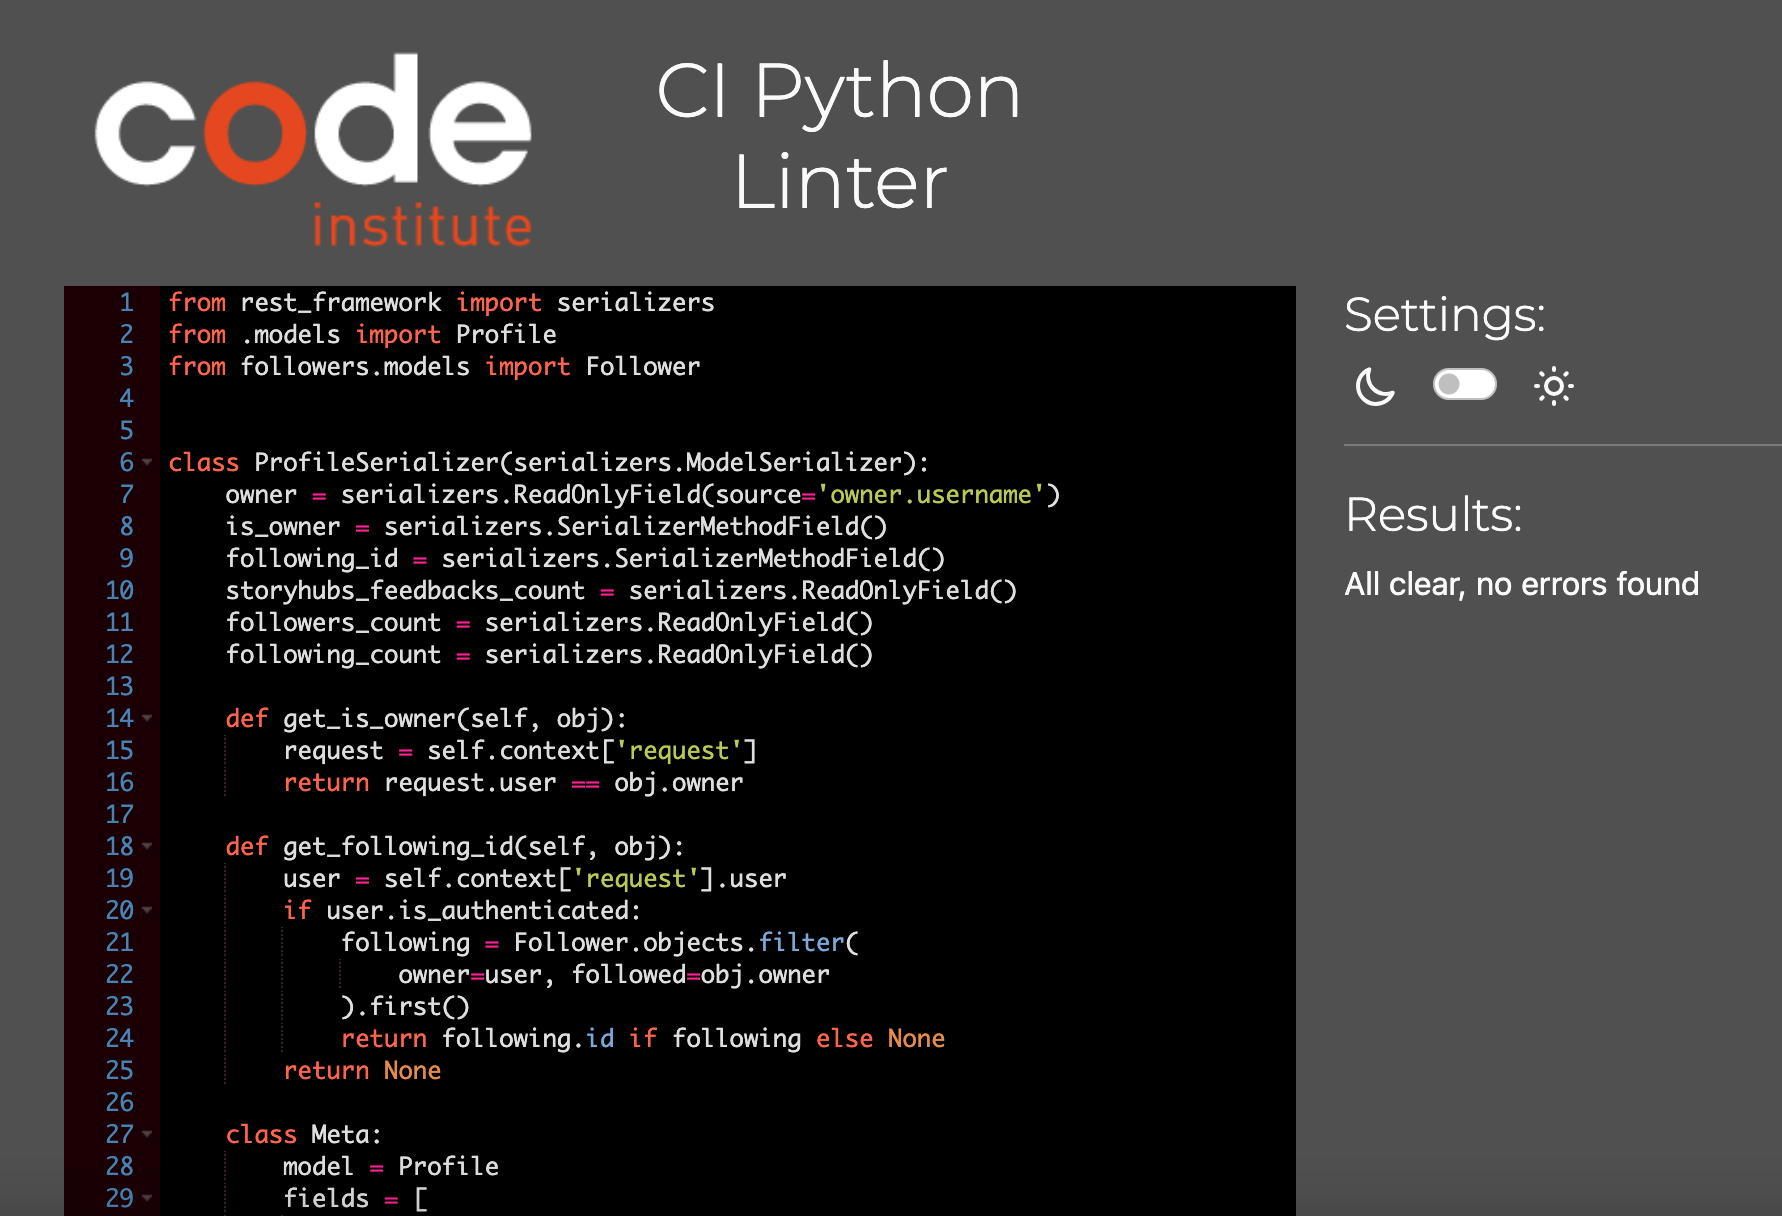 code
institute
CI Python
Linter
1 from rest_framework import serializers
2 from .models import Profile
3 from followers.models import Follower
4
5
6 class ProfileSerializer(serializers.ModelSerializer):
7     owner = serializers.ReadOnlyField(source='owner.username')
8     is_owner = serializers.SerializerMethodField()
9     following_id = serializers.SerializerMethodField()
10     storyhubs_feedbacks_count = serializers.ReadOnlyField()
11     followers_count = serializers.ReadOnlyField()
12     following_count = serializers.ReadOnlyField()
13
14     def get_is_owner(self, obj):
15         request = self.context['request']
16         return request.user == obj.owner
17
18     def get_following_id(self, obj):
19         user = self.context['request'].user
20         if user.is_authenticated:
21             following = Follower.objects.filter(
22                 owner=user, followed=obj.owner
23             ).first()
24             return following.id if following else None
25         return None
26
27     class Meta:
28         model = Profile
29         fields = [
Settings:
Results:
All clear, no errors found